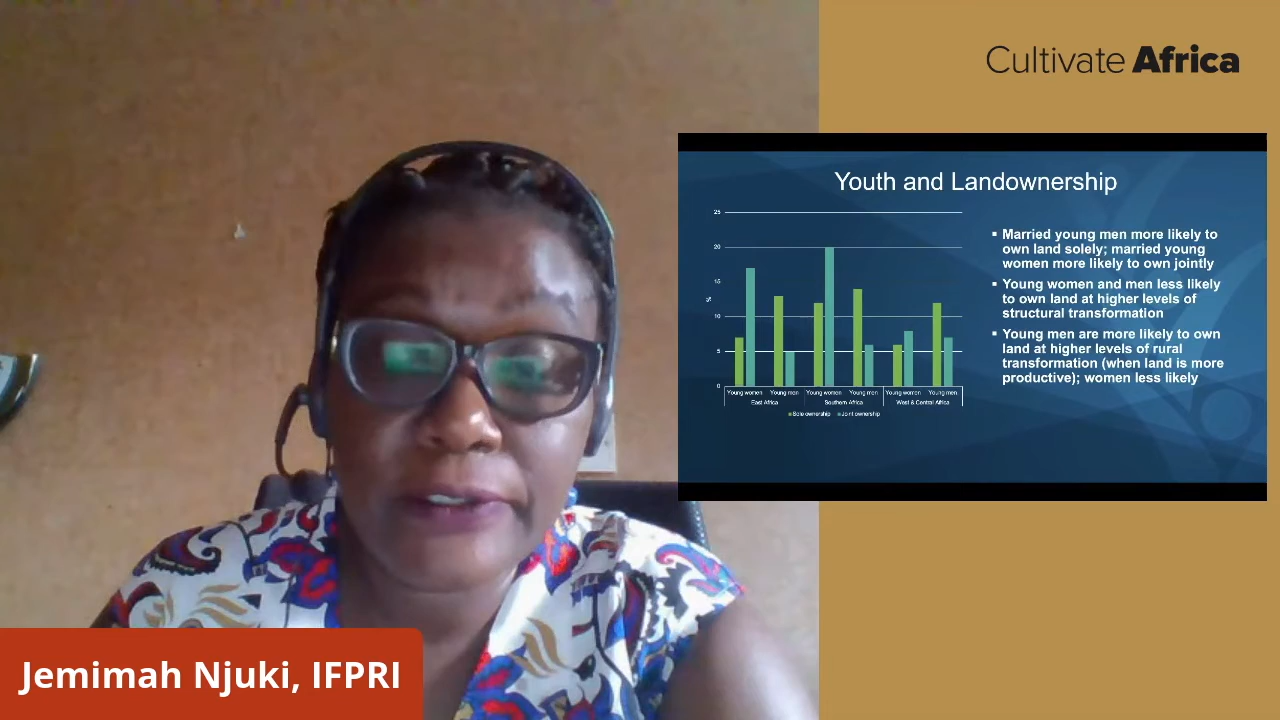 Cultivate Africa
Youth and Landownership
25
20
15
10
5
0
%
Young women Young men Young women Young men Young women Young men
East Africa Southern Africa West & Central Africa
Sole ownership Joint ownership
▪ Married young men more likely to
own land solely; married young
women more likely to own jointly
▪ Young women and men less likely
to own land at higher levels of
structural transformation
▪ Young men are more likely to own
land at higher levels of rural
transformation (when land is more
productive); women less likely
Jemimah Njuki, IFPRI